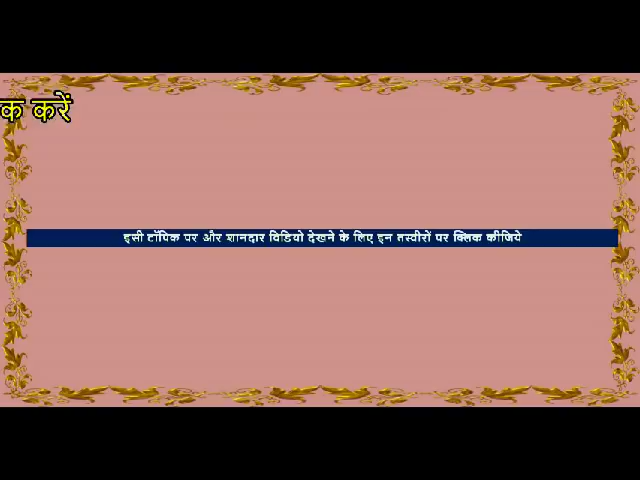 क करें
इसी टॉपिक पर और शानदार विडियो देखने के लिए इन तस्वीरों पर क्लिक कीजिये